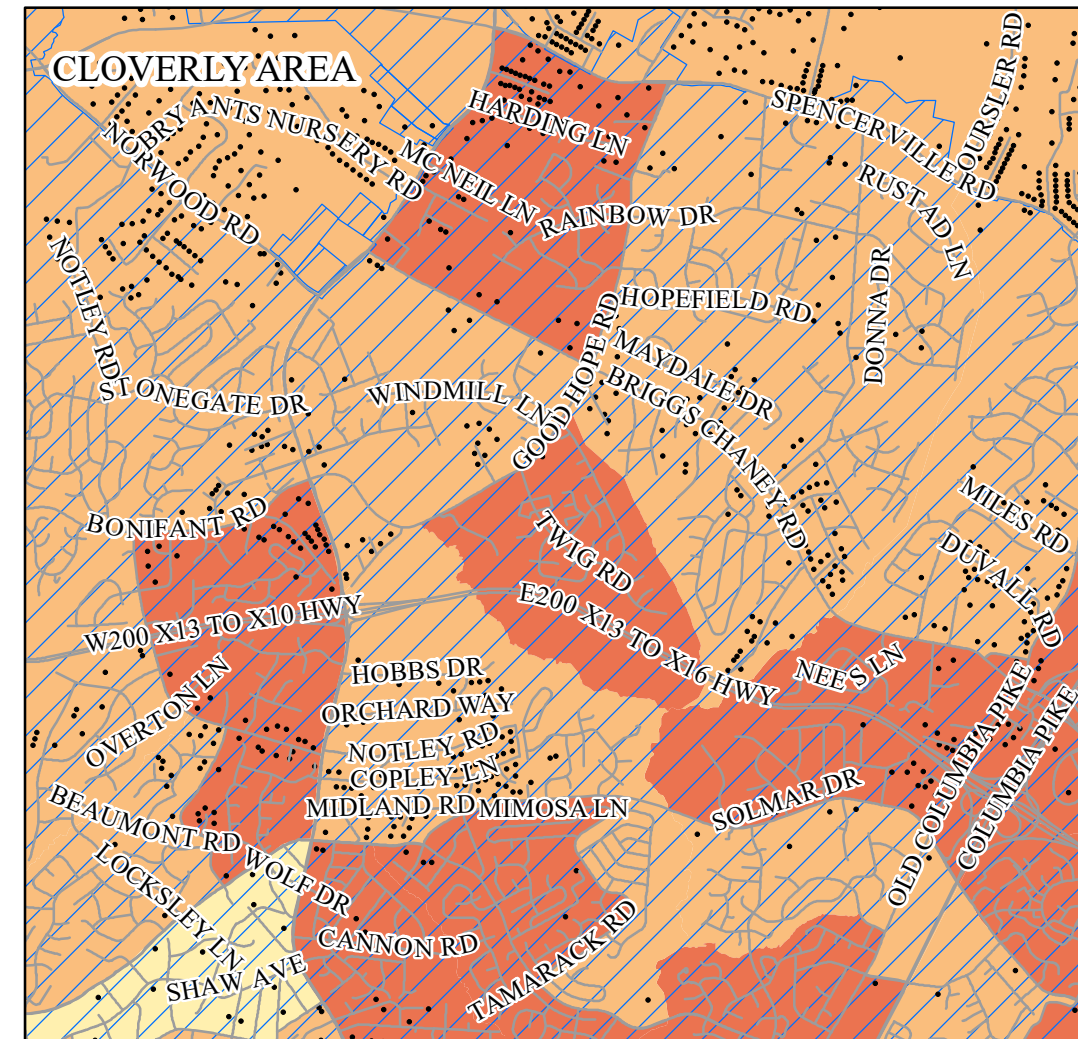 CLOVERLY AREA
OURSLER RD
HARDING LN
SPENCERVILLE RD
BRYANTS NURSERY RD
NORWOOD RD
MC NEIL LN
RUSTAD LN
RAINBOW DR
NOTLEY RD
DONNA DR
HOPEFIELD RD
GOOD HOPE RD
MAYDALE DR
STONEGATE DR
WINDMILL LN
BRIGGS CHANEY RD
MILES RD
BONIFANT RD
TWIG RD
DUVALL RD
W200 X13 TO X10 HWY
E200 X13 TO X16 HWY
HOBBS DR
NEE S LN
OVERTON LN
ORCHARD WAY
OLD COLUMBIA PIKE
COLUMBIA PIKE
NOTLEY RD
COPLEY LN
MIDLAND RD
MIMOSA LN
SOLMAR DR
BEAUMONT RD
WOLF DR
LOCKSLEY LN
CANNON RD
TAMARACK RD
SHAW AVE